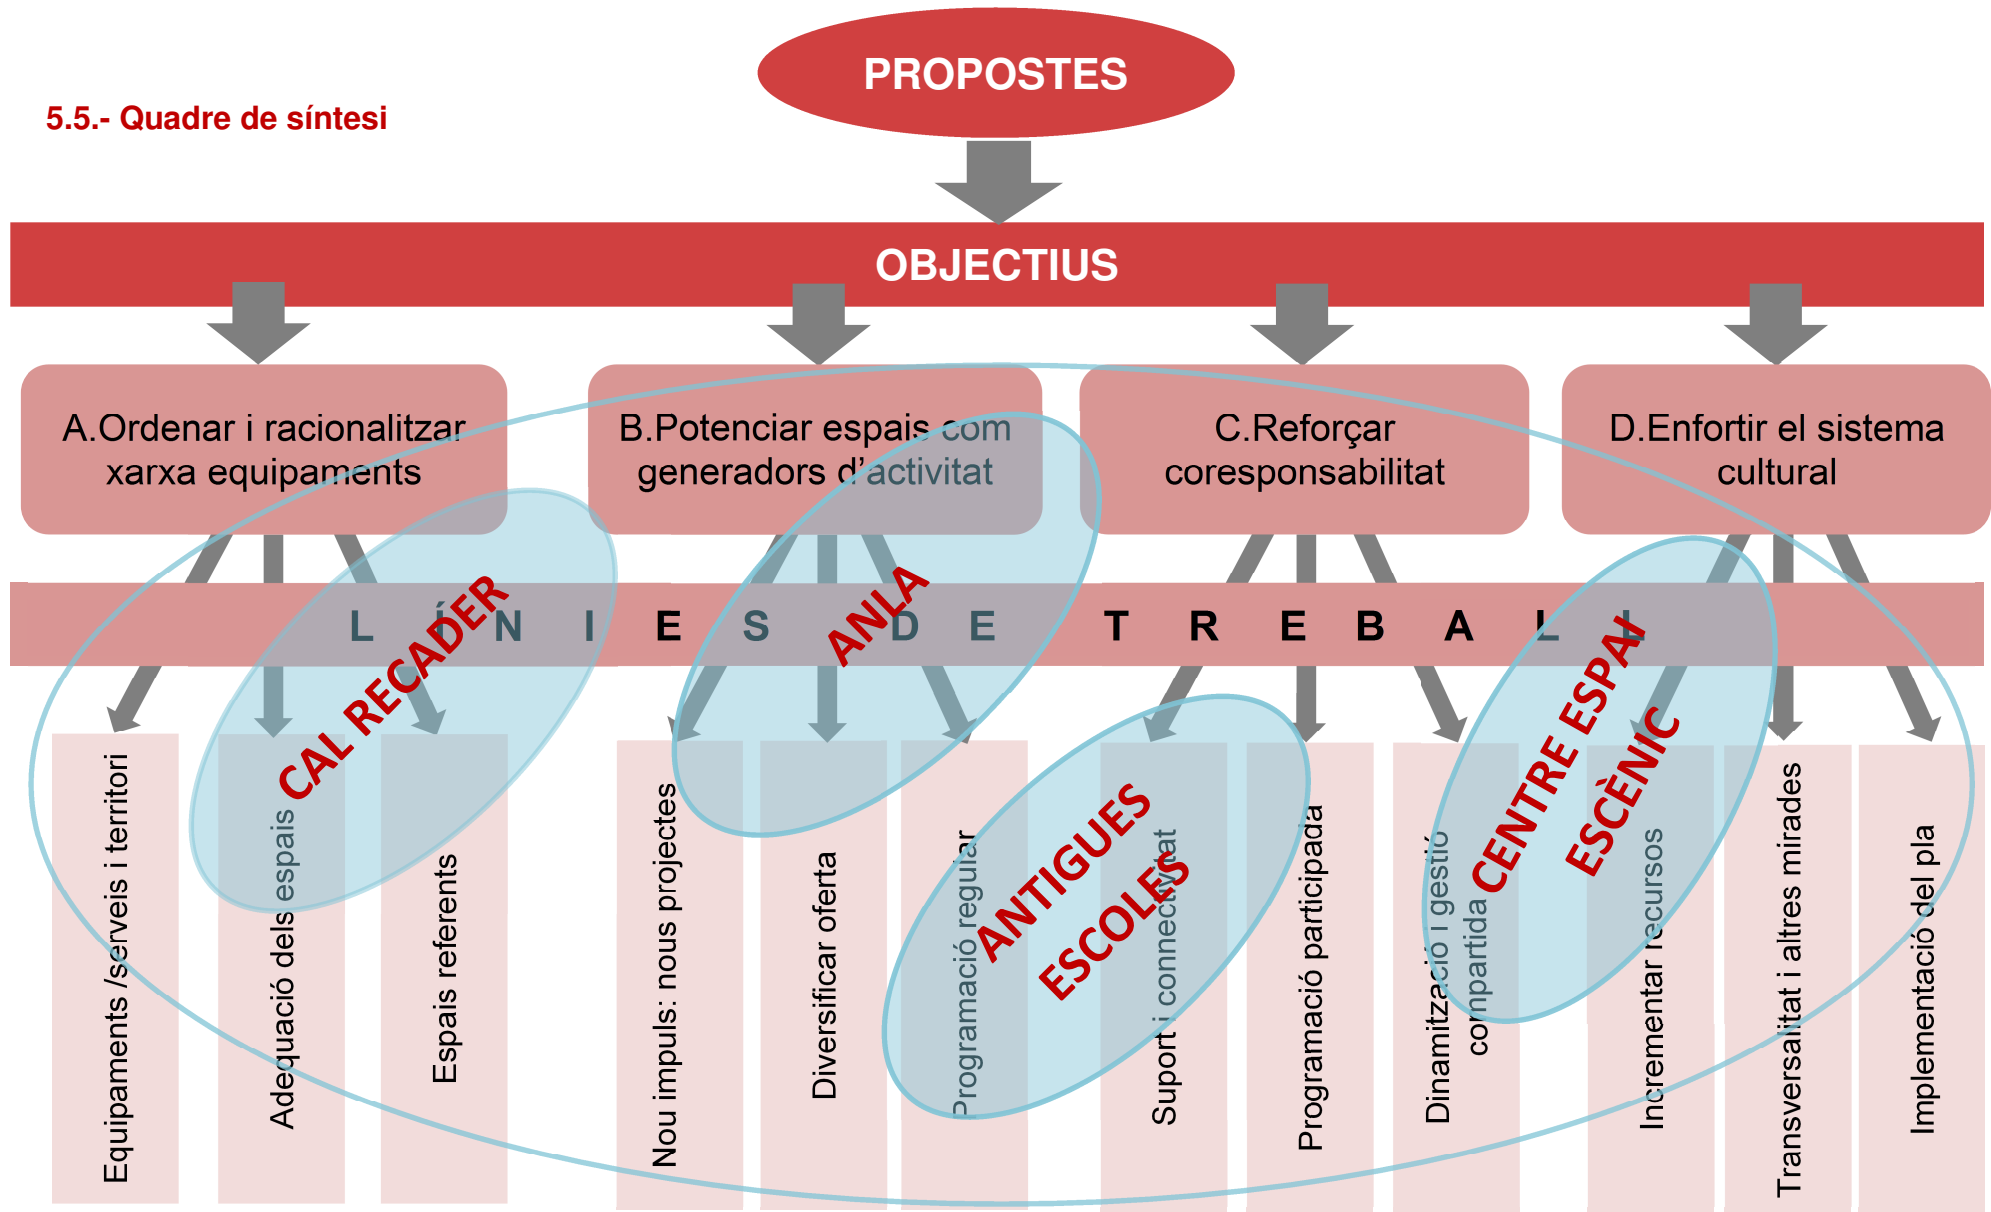 PROPOSTES
5.5.- Quadre de síntesi
OBJECTIUS
A.Ordenar i racionalitzar
xarxa equipaments
B.Potenciar espais com
generadors d'activitat
C.Reforçar
coresponsabilitat
D.Enfortir el sistema
cultural
LÍNIES DE TREBALL
CAL RECADER
ANLA
ANTIGUES
ESCOLES
CENTRE ESPAI
ESCÈNIC
Equipaments /serveis i territori
Adequació dels espais
Espais referents
Nou impuls: nous projectes
Diversificar oferta
Programació regular
Suport i connectivitat
Programació participada
Dinamització i gestió
compartida
Incrementar recursos
Transversalitat i altres mirades
Implementació del pla